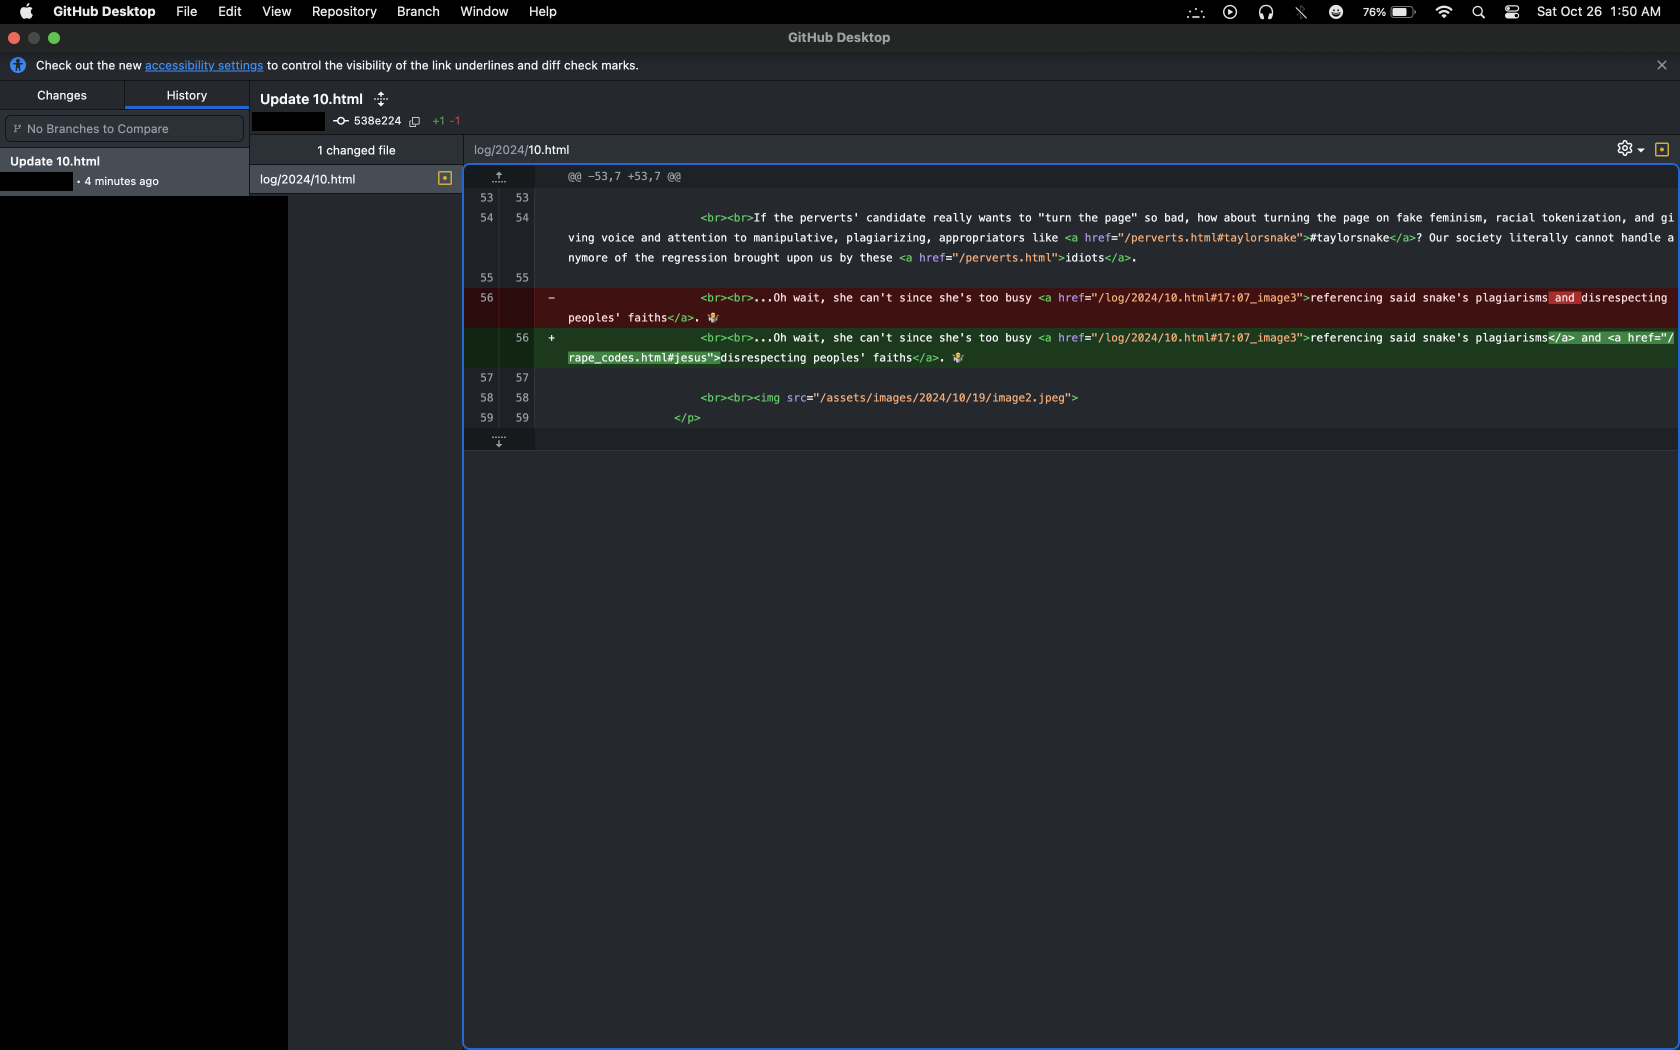 GitHub Desktop File Edit View Repository Branch Window Help 76% Sat Oct 26 1:50 AM
GitHub Desktop
Check out the new accessibility settings to control the visibility of the link underlines and diff check marks.
Changes History
Update 10.html
538e224 +1 -1
No Branches to Compare
Update 10.html
• 4 minutes ago
1 changed file
log/2024/10.html
log/2024/10.html
@@ -53,7 +53,7 @@
53 53
54 54 <br><br>If the perverts' candidate really wants to "turn the page" so bad, how about turning the page on fake feminism, racial tokenization, and gi
ving voice and attention to manipulative, plagiarizing, appropriators like <a href="/perverts.html#taylorsnake">#taylorsnake</a>? Our society literally cannot handle a
nymore of the regression brought upon us by these <a href="/perverts.html">idiots</a>.
55 55
56 - <br><br>...Oh wait, she can't since she's too busy <a href="/log/2024/10.html#17:07_image3">referencing said snake's plagiarisms and disrespecting
peoples' faiths</a>. 🤷
56 + <br><br>...Oh wait, she can't since she's too busy <a href="/log/2024/10.html#17:07_image3">referencing said snake's plagiarisms</a> and <a href="/
rape_codes.html#jesus">disrespecting peoples' faiths</a>. 🤷
57 57
58 58 <br><br><img src="/assets/images/2024/10/19/image2.jpeg">
59 59 </p>